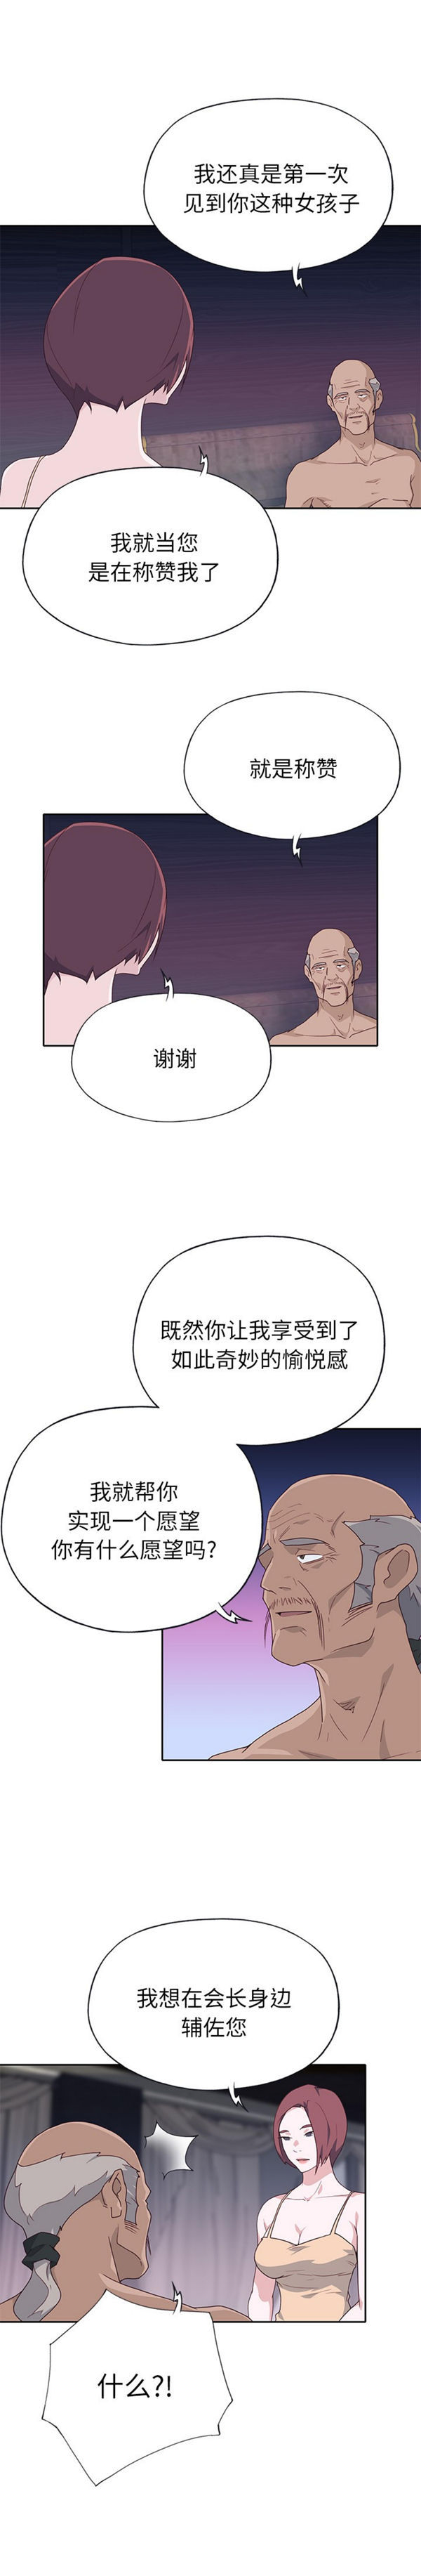 我还真是第一次
见到你这种女孩子
我就当您
是在称赞我了
就是称赞
谢谢
既然你让我享受到了
如此奇妙的愉悦感
我就帮你
实现一个愿望
你有什么愿望吗?
我想在会长身边
辅佐您
什么?!